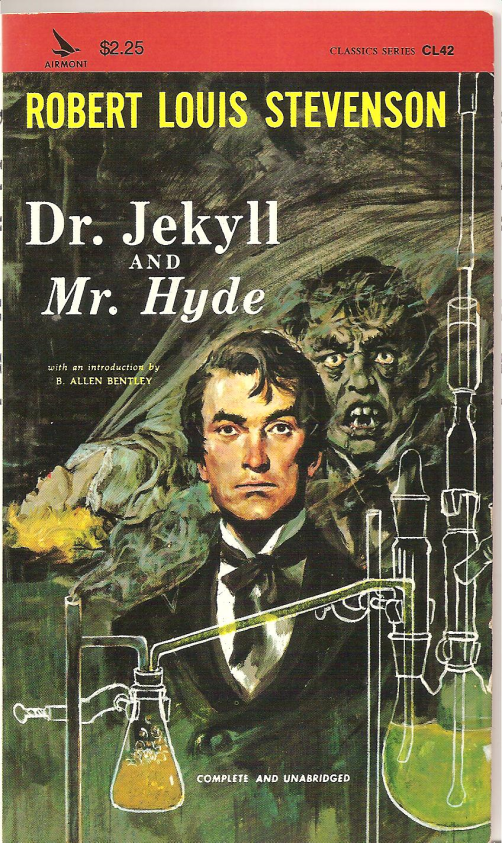 AIRMONT
$2.25
CLASSICS SERIES CL42
ROBERT LOUIS STEVENSON
Dr. Jekyll
AND
Mr. Hyde
with an introduction by
B. ALLEN BENTLEY
COMPLETE AND UNABRIDGED